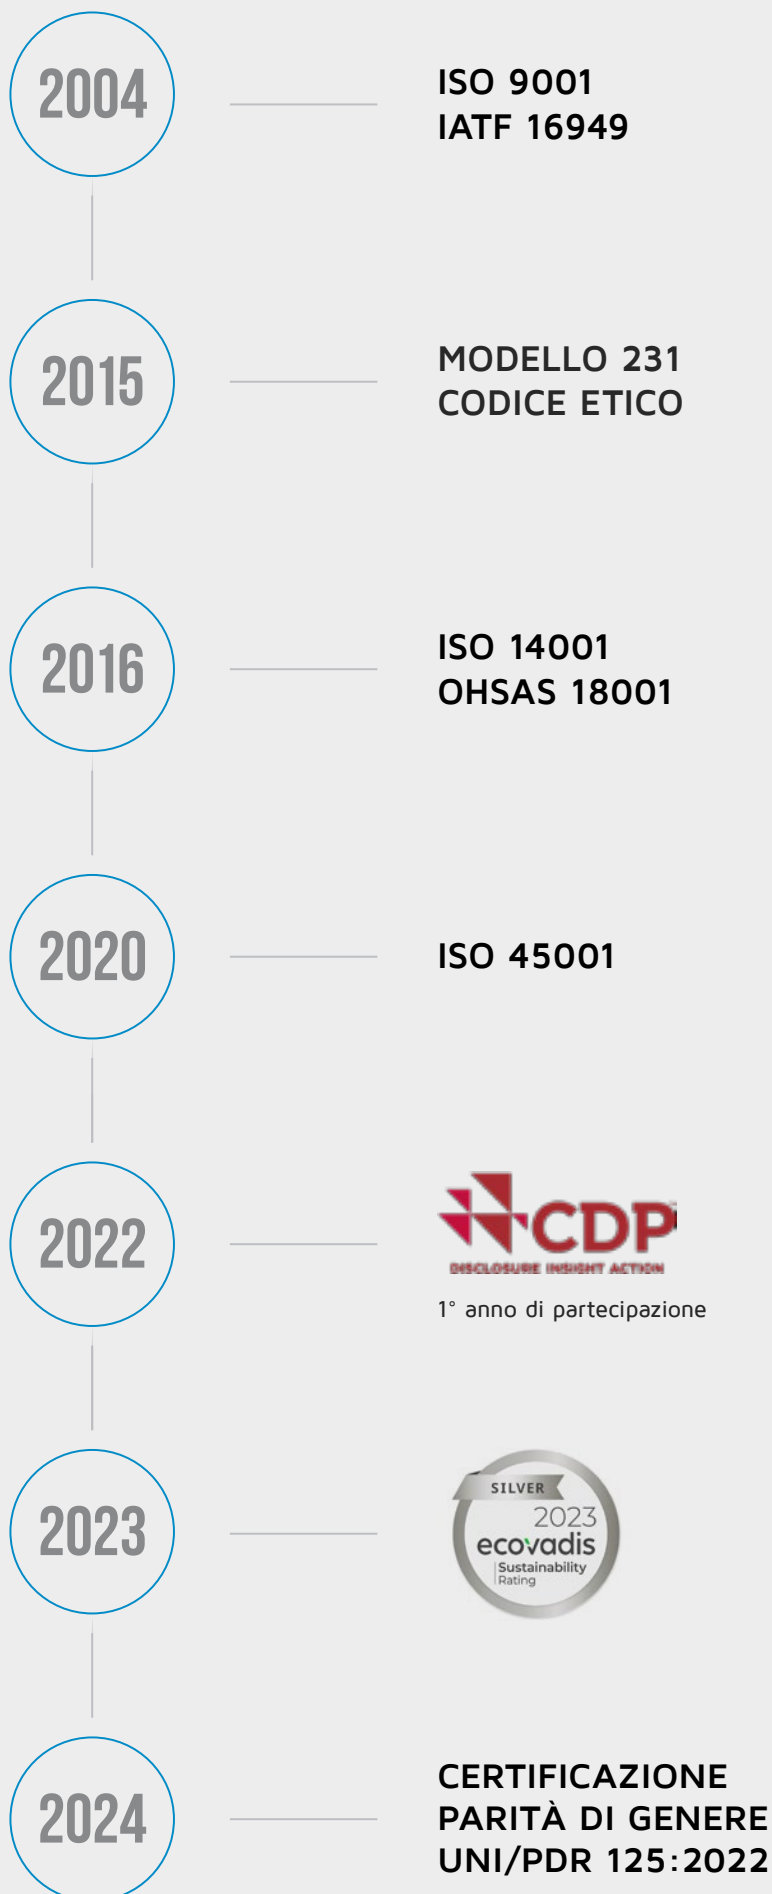 2004
ISO 9001
IATF 16949
2015
MODELLO 231
CODICE ETICO
2016
ISO 14001
OHSAS 18001
2020
ISO 45001
2022
CDP
DISCLOSURE INSIGHT ACTION
1° anno di partecipazione
2023
SILVER
2023
ecovadis
Sustainability
Rating
2024
CERTIFICAZIONE
PARITÀ DI GENERE
UNI/PDR 125:2022